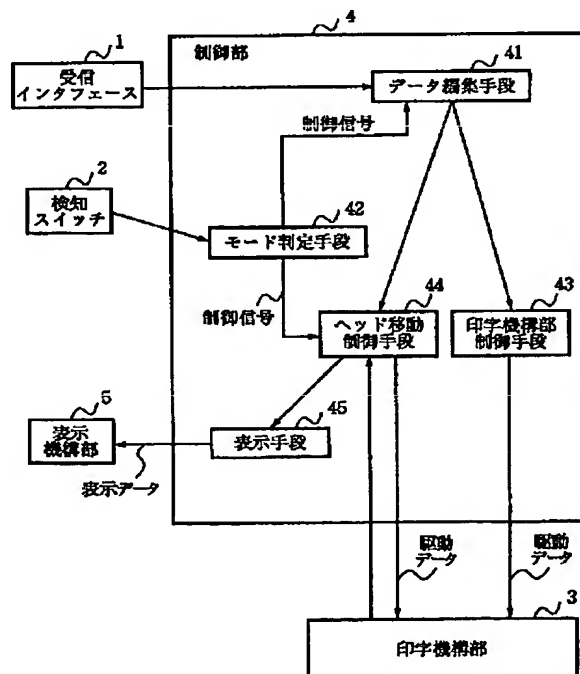 4
1
制御部
41
受信
インタフェース
データ編集手段
制御信号
2
検知
スイッチ
42
モード判定手段
制御信号
44
43
ヘッド移動
制御手段
印字機構部
制御手段
5
45
表示
機構部
表示手段
表示データ
駆動
データ
駆動
データ
3
印字機構部